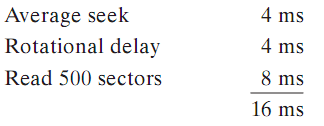 Average seek 4 ms
Rotational delay 4 ms
Read 500 sectors 8 ms
16 ms